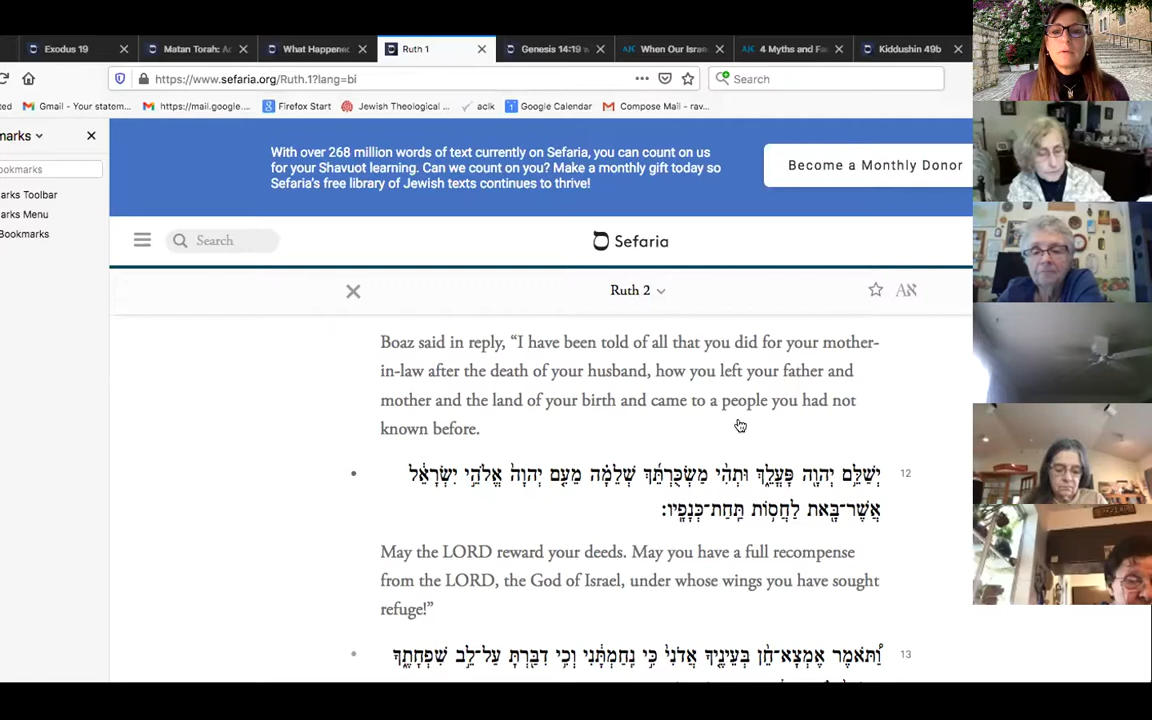 Exodus 19
Matan Torah: Ac
What Happened
Ruth 1
Genesis 14:19
When Our Isra
4 Myths and Fa
Kiddushin 49b
https://www.sefaria.org/Ruth.1?lang=bi
Search
Gmail - Your statem...
https://mail.google....
Firefox Start
Jewish Theological ...
aclk
Google Calendar
Compose Mail - rav...
marks
ookmarks
arks Toolbar
arks Menu
Bookmarks
With over 268 million words of text currently on Sefaria, you can count on us
for your Shavuot learning. Can we count on you? Make a monthly gift today so
Sefaria's free library of Jewish texts continues to thrive!
Become a Monthly Donor
Search
Sefaria
Ruth 2
Boaz said in reply, “I have been told of all that you did for your mother-
in-law after the death of your husband, how you left your father and
mother and the land of your birth and came to a people you had not
known before.
12
יְשַׁלֵּ֥ם יְהוָ֖ה פָּעֳלֵ֑ךְ וּתְהִ֨י מַשְׂכֻּרְתֵּ֜ךְ שְׁלֵמָ֗ה מֵעִ֤ם יְהוָה֙ אֱלֹהֵ֣י יִשְׂרָאֵ֔ל
אֲשֶׁר־בָּ֖את לַחֲס֥וֹת תַּֽחַת־כְּנָפָֽיו׃
May the LORD reward your deeds. May you have a full recompense
from the LORD, the God of Israel, under whose wings you have sought
refuge!”
13
וַ֠תֹּאמֶר אֶמְצָא־חֵ֨ן בְּעֵינֶ֤יךָ אֲדֹנִי֙ כִּ֣י נִֽחַמְתָּ֔נִי וְכִ֥י דִבַּ֖רְתָּ עַל־לֵ֣ב שִׁפְחָתֶ֑ךָ